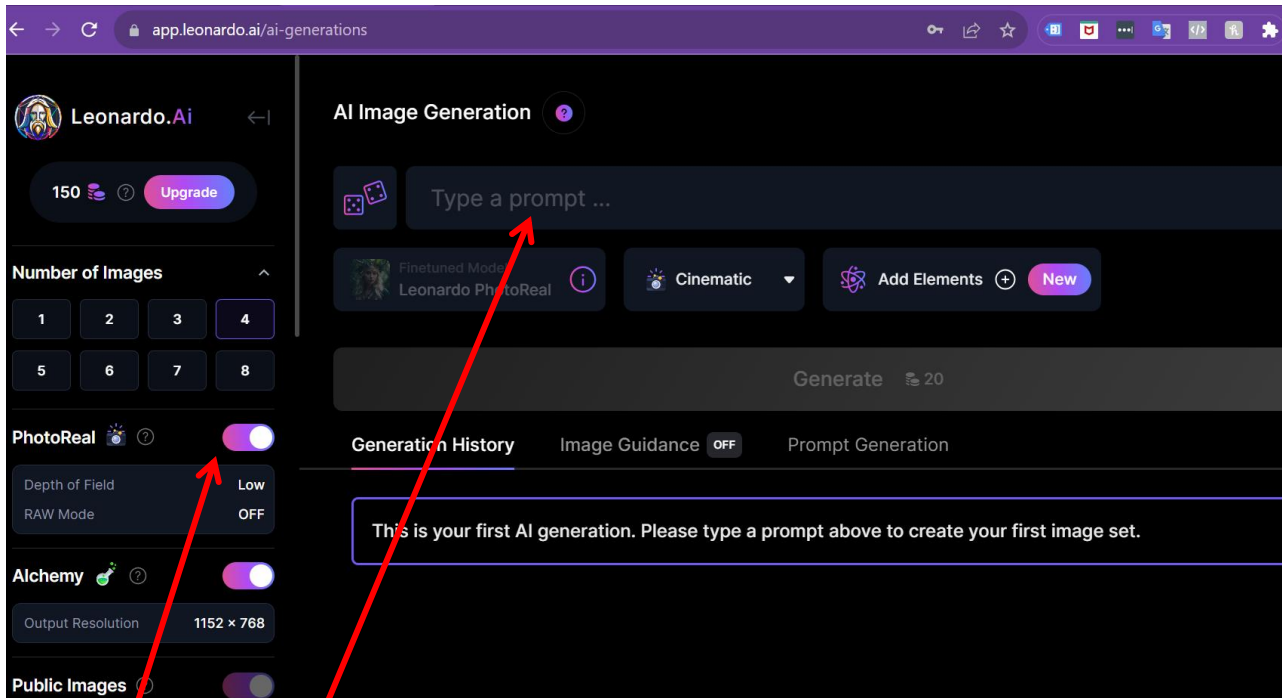 app.leonardo.ai/ai-generations
Leonardo.Ai
150 Upgrade
Number of Images
1 2 3 4
5 6 7 8
PhotoReal
Depth of Field Low
RAW Mode OFF
Alchemy
Output Resolution 1152 × 768
Public Images
AI Image Generation
Type a prompt ...
Finetuned Model
Leonardo PhotoReal
Cinematic
Add Elements New
Generate 20
Generation History Image Guidance OFF Prompt Generation
This is your first AI generation. Please type a prompt above to create your first image set.